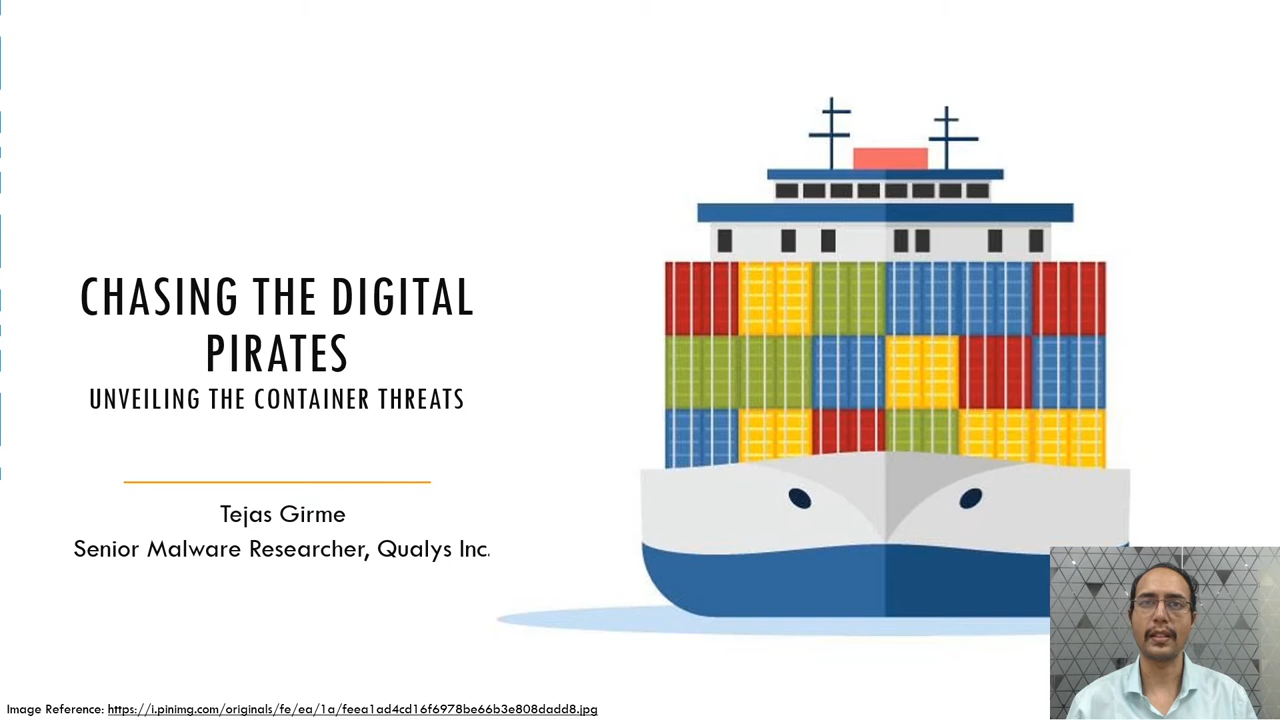 CHASING THE DIGITAL
PIRATES
UNVEILING THE CONTAINER THREATS
Tejas Girme
Senior Malware Researcher, Qualys Inc.
Image Reference: https://i.pinimg.com/originals/fe/ea/1a/feea1ad4cd16f6978be66b3e808dadd8.jpg